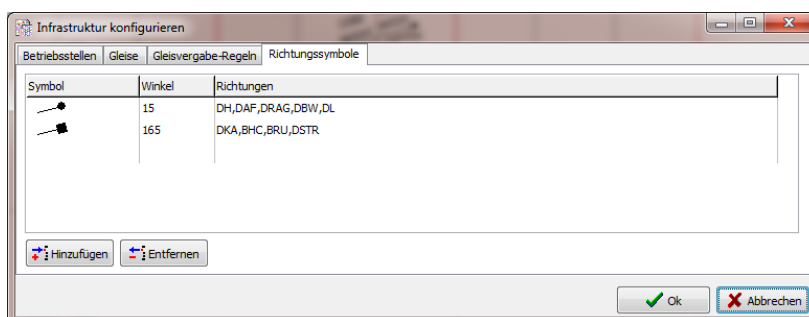 Infrastruktur konfigurieren
Betriebsstellen Gleise Gleisvergabe-Regeln Richtungssymbole
Symbol Winkel Richtungen
15 DH,DAF,DRAG,DBW,DL
165 DKA,BHC,BRU,DSTR
Hinzufügen Entfernen
Ok Abbrechen